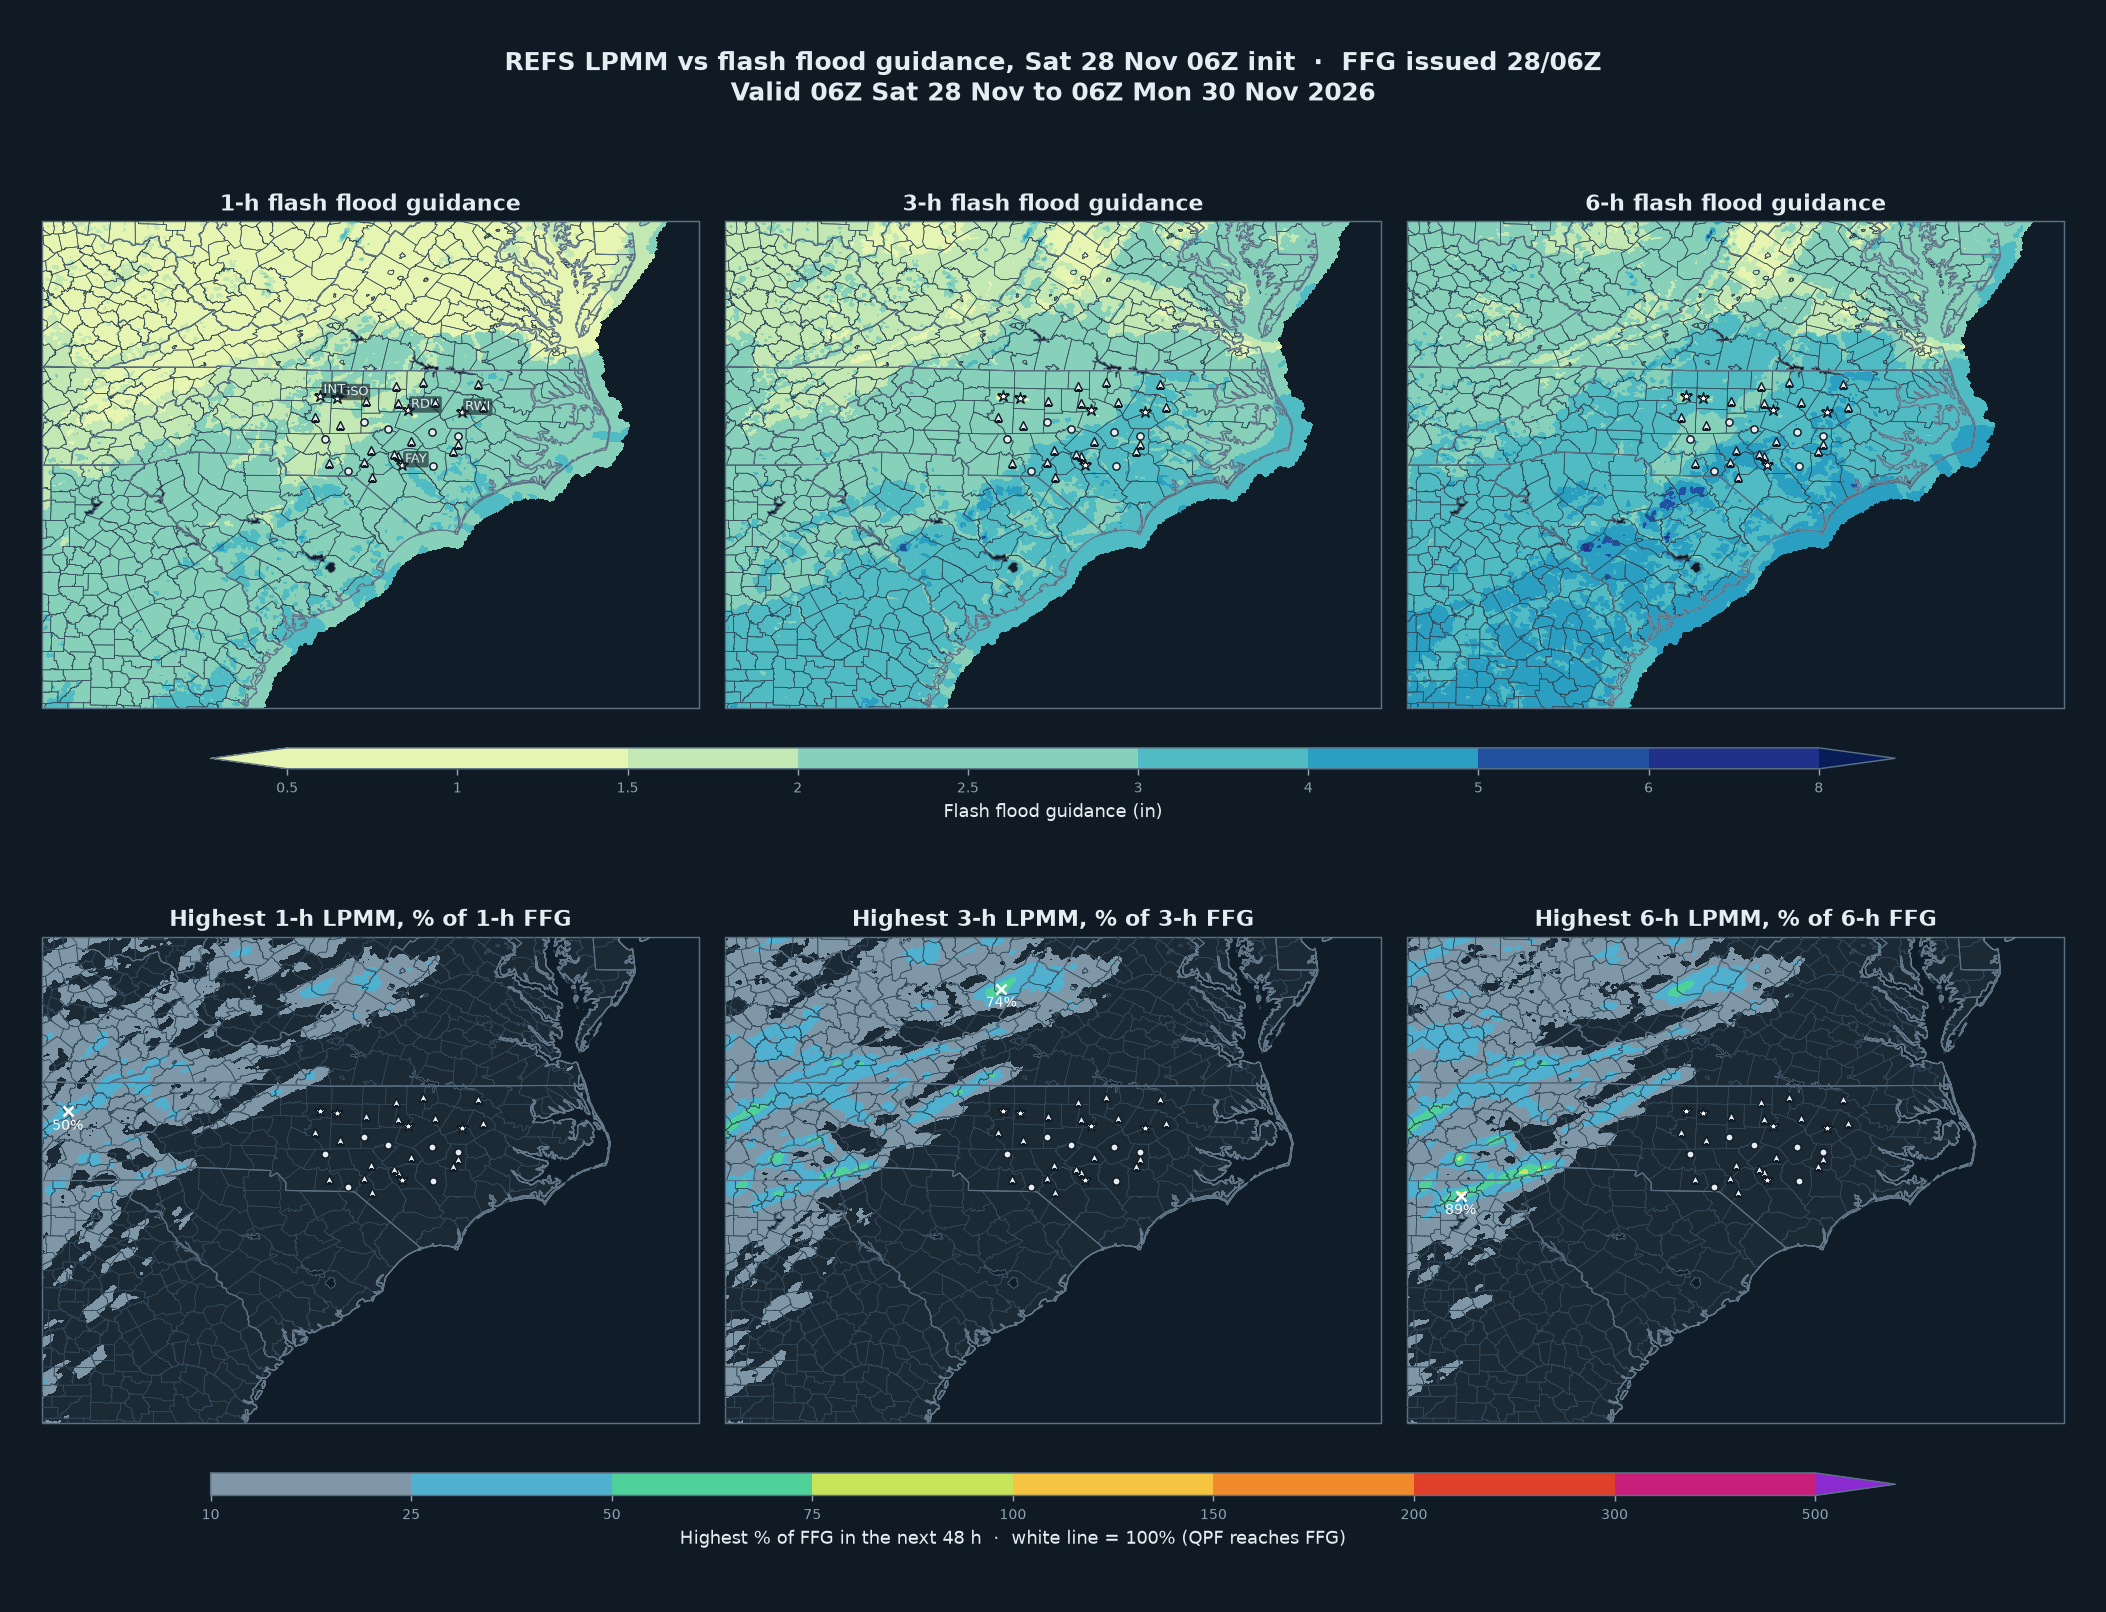 REFS LPMM vs flash flood guidance, Sat 28 Nov 06Z init · FFG issued 28/06Z
Valid 06Z Sat 28 Nov to 06Z Mon 30 Nov 2026
1-h flash flood guidance
3-h flash flood guidance
6-h flash flood guidance
INT
GSO
RDU
RWI
FAY
0.5 1 1.5 2 2.5 3 4 5 6 8
Flash flood guidance (in)
Highest 1-h LPMM, % of 1-h FFG
Highest 3-h LPMM, % of 3-h FFG
Highest 6-h LPMM, % of 6-h FFG
50%
74%
89%
10 25 50 75 100 150 200 300 500
Highest % of FFG in the next 48 h · white line = 100% (QPF reaches FFG)